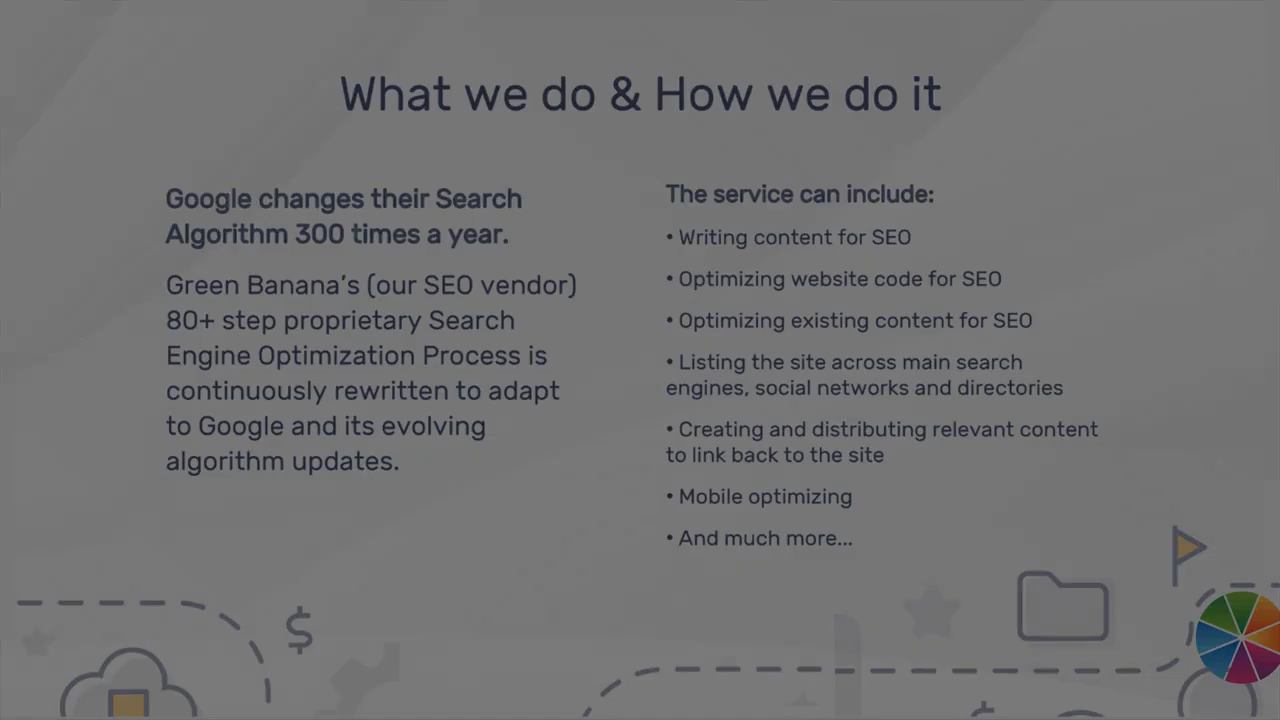 What we do & How we do it
Google changes their Search
Algorithm 300 times a year.
Green Banana's (our SEO vendor)
80+ step proprietary Search
Engine Optimization Process is
continuously rewritten to adapt
to Google and its evolving
algorithm updates.
The service can include:
• Writing content for SEO
• Optimizing website code for SEO
• Optimizing existing content for SEO
• Listing the site across main search
engines, social networks and directories
• Creating and distributing relevant content
to link back to the site
• Mobile optimizing
• And much more...
$